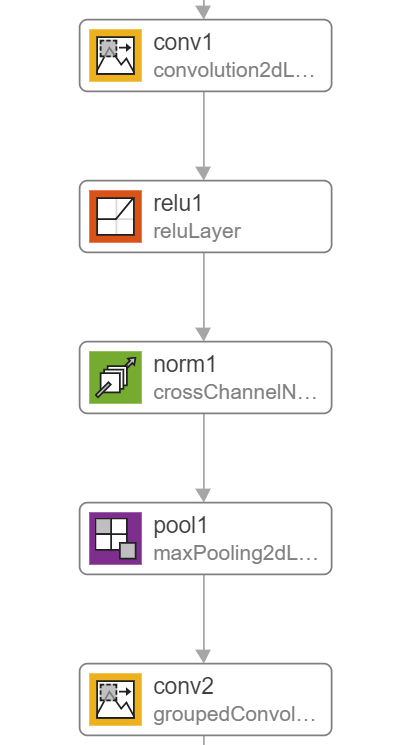 conv1
convolution2dL...
relu1
reluLayer
norm1
crossChannelN...
pool1
maxPooling2dL...
conv2
groupedConvol...